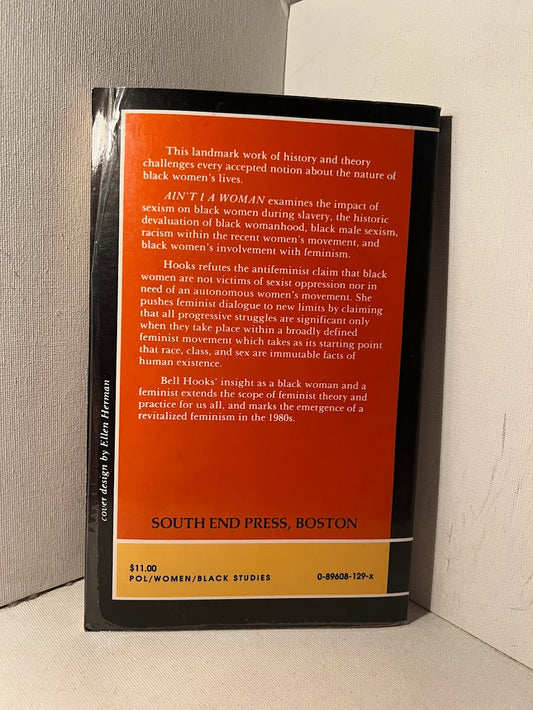 This landmark work of history and theory
challenges every accepted notion about the nature of
black women's lives.
AIN'T I A WOMAN examines the impact of
sexism on black women during slavery, the historic
devaluation of black womanhood, black male sexism,
racism within the recent women's movement, and
black women's involvement with feminism.
Hooks refutes the antifeminist claim that black
women are not victims of sexist oppression nor in
need of an autonomous women's movement. She
pushes feminist dialogue to new limits by claiming
that all progressive struggles are significant only
when they take place within a broadly defined
feminist movement which takes as its starting point
that race, class, and sex are immutable facts of
human existence.
Bell Hooks' insight as a black woman and a
feminist extends the scope of feminist theory and
practice for us all, and marks the emergence of a
revitalized feminism in the 1980s.
cover design by Ellen Herman
SOUTH END PRESS, BOSTON
$11.00
POL/WOMEN/BLACK STUDIES 0-89608-129-x